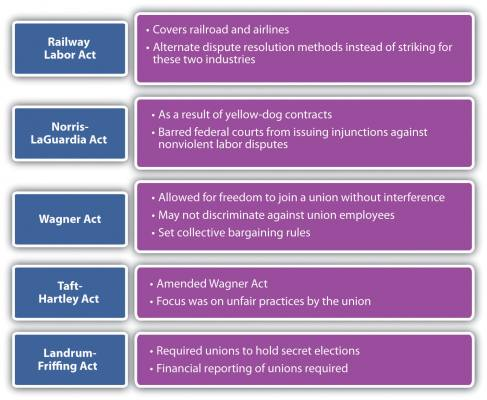 Railway
Labor Act
• Covers railroad and airlines
• Alternate dispute resolution methods instead of striking for
these two industries
Norris-
LaGuardia Act
• As a result of yellow-dog contracts
• Barred federal courts from issuing injunctions against
nonviolent labor disputes
Wagner Act
• Allowed for freedom to join a union without interference
• May not discriminate against union employees
• Set collective bargaining rules
Taft-
Hartley Act
• Amended Wagner Act
• Focus was on unfair practices by the union
Landrum-
Friffing Act
• Required unions to hold secret elections
• Financial reporting of unions required